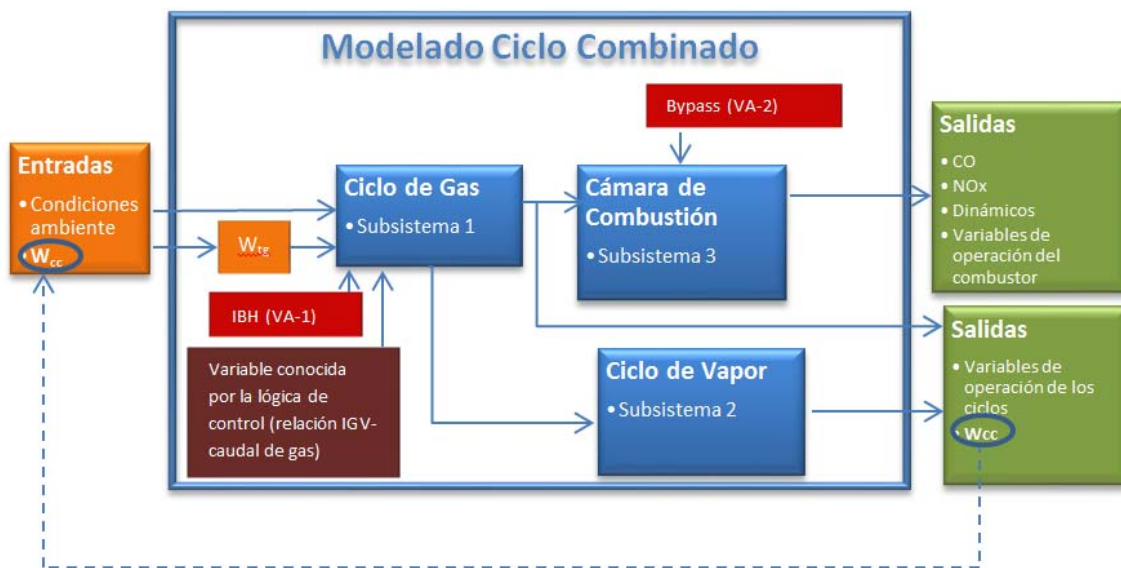 Modelado Ciclo Combinado
Entradas
• Condiciones
ambiente
• Wcc
Wtg
IBH (VA-1)
Variable conocida
por la lógica de
control (relación IGV-
caudal de gas)
Ciclo de Gas
• Subsistema 1
Bypass (VA-2)
Cámara de
Combustión
• Subsistema 3
Ciclo de Vapor
• Subsistema 2
Salidas
• CO
• NOx
• Dinámicos
• Variables de
operación del
combustor
Salidas
• Variables de
operación de los
ciclos
• Wcc